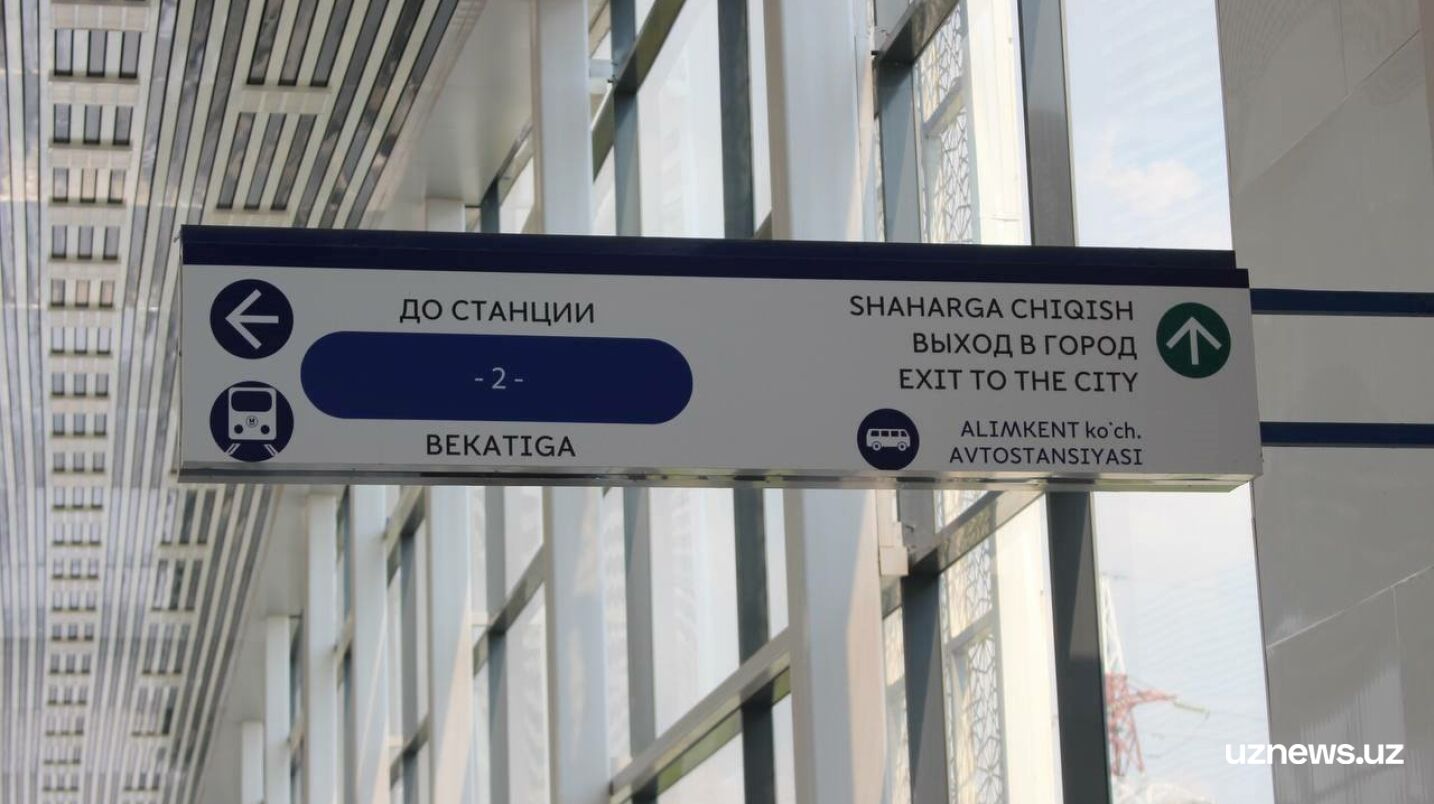 ДО СТАНЦИИ
- 2 -
BEKATIGA
SHAHARGA CHIQISH
ВЫХОД В ГОРОД
EXIT TO THE CITY
ALIMKENT ko'ch.
AVTOSTANSIYASI
uznews.uz